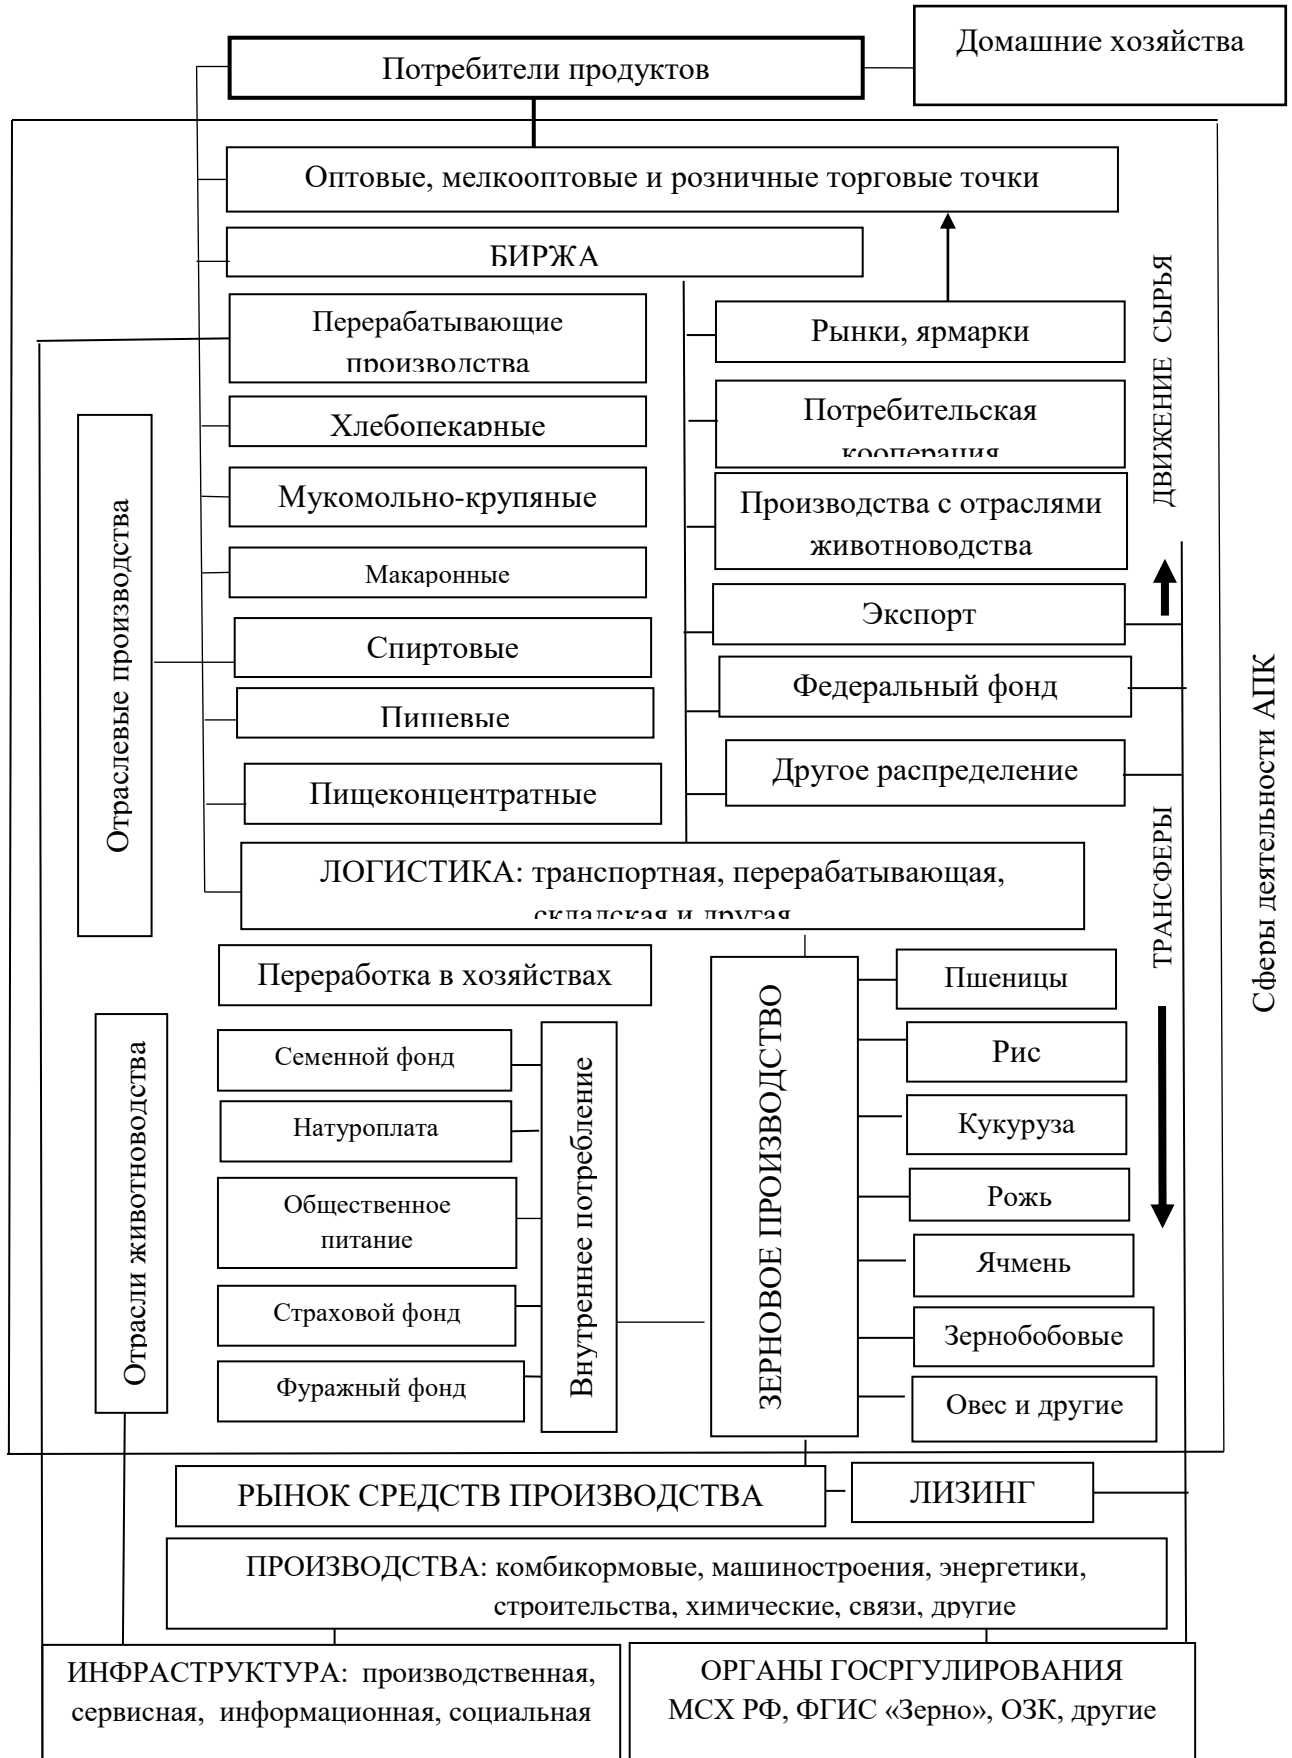 Домашние хозяйства
Потребители продуктов
Оптовые, мелкооптовые и розничные торговые точки
БИРЖА
Перерабатывающие
производства
Хлебопекарные
Мукомольно-крупяные
Макаронные
Спиртовые
Пищевые
Пищеконцентратные
Рынки, ярмарки
Потребительская
кооперация
Производства с отраслями
животноводства
Экспорт
Федеральный фонд
Другое распределение
ДВИЖЕНИЕ СЫРЬЯ
ТРАНСФЕРЫ
Сферы деятельности АПК
Отраслевые производства
ЛОГИСТИКА: транспортная, перерабатывающая,
складская и другая
Переработка в хозяйствах
Отрасли животноводства
Семенной фонд
Натуроплата
Общественное
питание
Страховой фонд
Фуражный фонд
Внутреннее потребление
ЗЕРНОВОЕ ПРОИЗВОДСТВО
Пшеницы
Рис
Кукуруза
Рожь
Ячмень
Зернобобовые
Овес и другие
РЫНОК СРЕДСТВ ПРОИЗВОДСТВА
ЛИЗИНГ
ПРОИЗВОДСТВА: комбикормовые, машиностроения, энергетики,
строительства, химические, связи, другие
ИНФРАСТРУКТУРА: производственная,
сервисная, информационная, социальная
ОРГАНЫ ГОСРГУЛИРОВАНИЯ
МСХ РФ, ФГИС «Зерно», ОЗК, другие